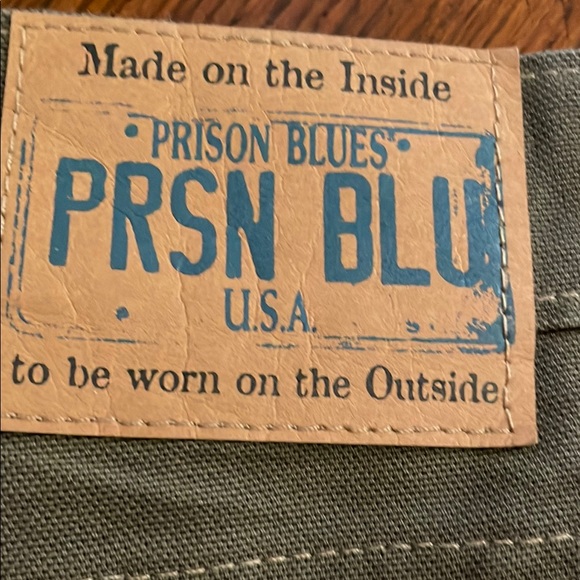 Made on the Inside
• PRISON BLUES •
PRSN BLU
U.S.A.
to be worn on the Outside